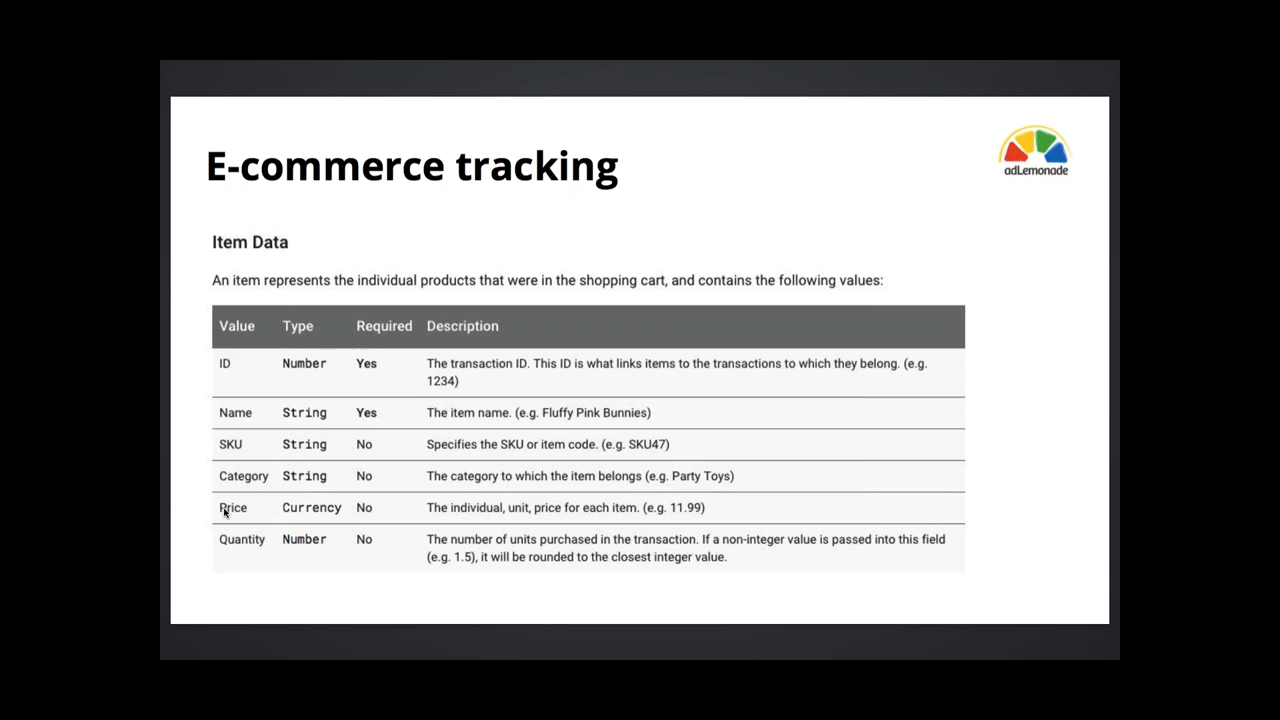 E-commerce tracking
adLemonade
Item Data
An item represents the individual products that were in the shopping cart, and contains the following values:
Value Type Required Description
ID Number Yes The transaction ID. This ID is what links items to the transactions to which they belong. (e.g.
1234)
Name String Yes The item name. (e.g. Fluffy Pink Bunnies)
SKU String No Specifies the SKU or item code. (e.g. SKU47)
Category String No The category to which the item belongs (e.g. Party Toys)
Price Currency No The individual, unit, price for each item. (e.g. 11.99)
Quantity Number No The number of units purchased in the transaction. If a non-integer value is passed into this field
(e.g. 1.5), it will be rounded to the closest integer value.